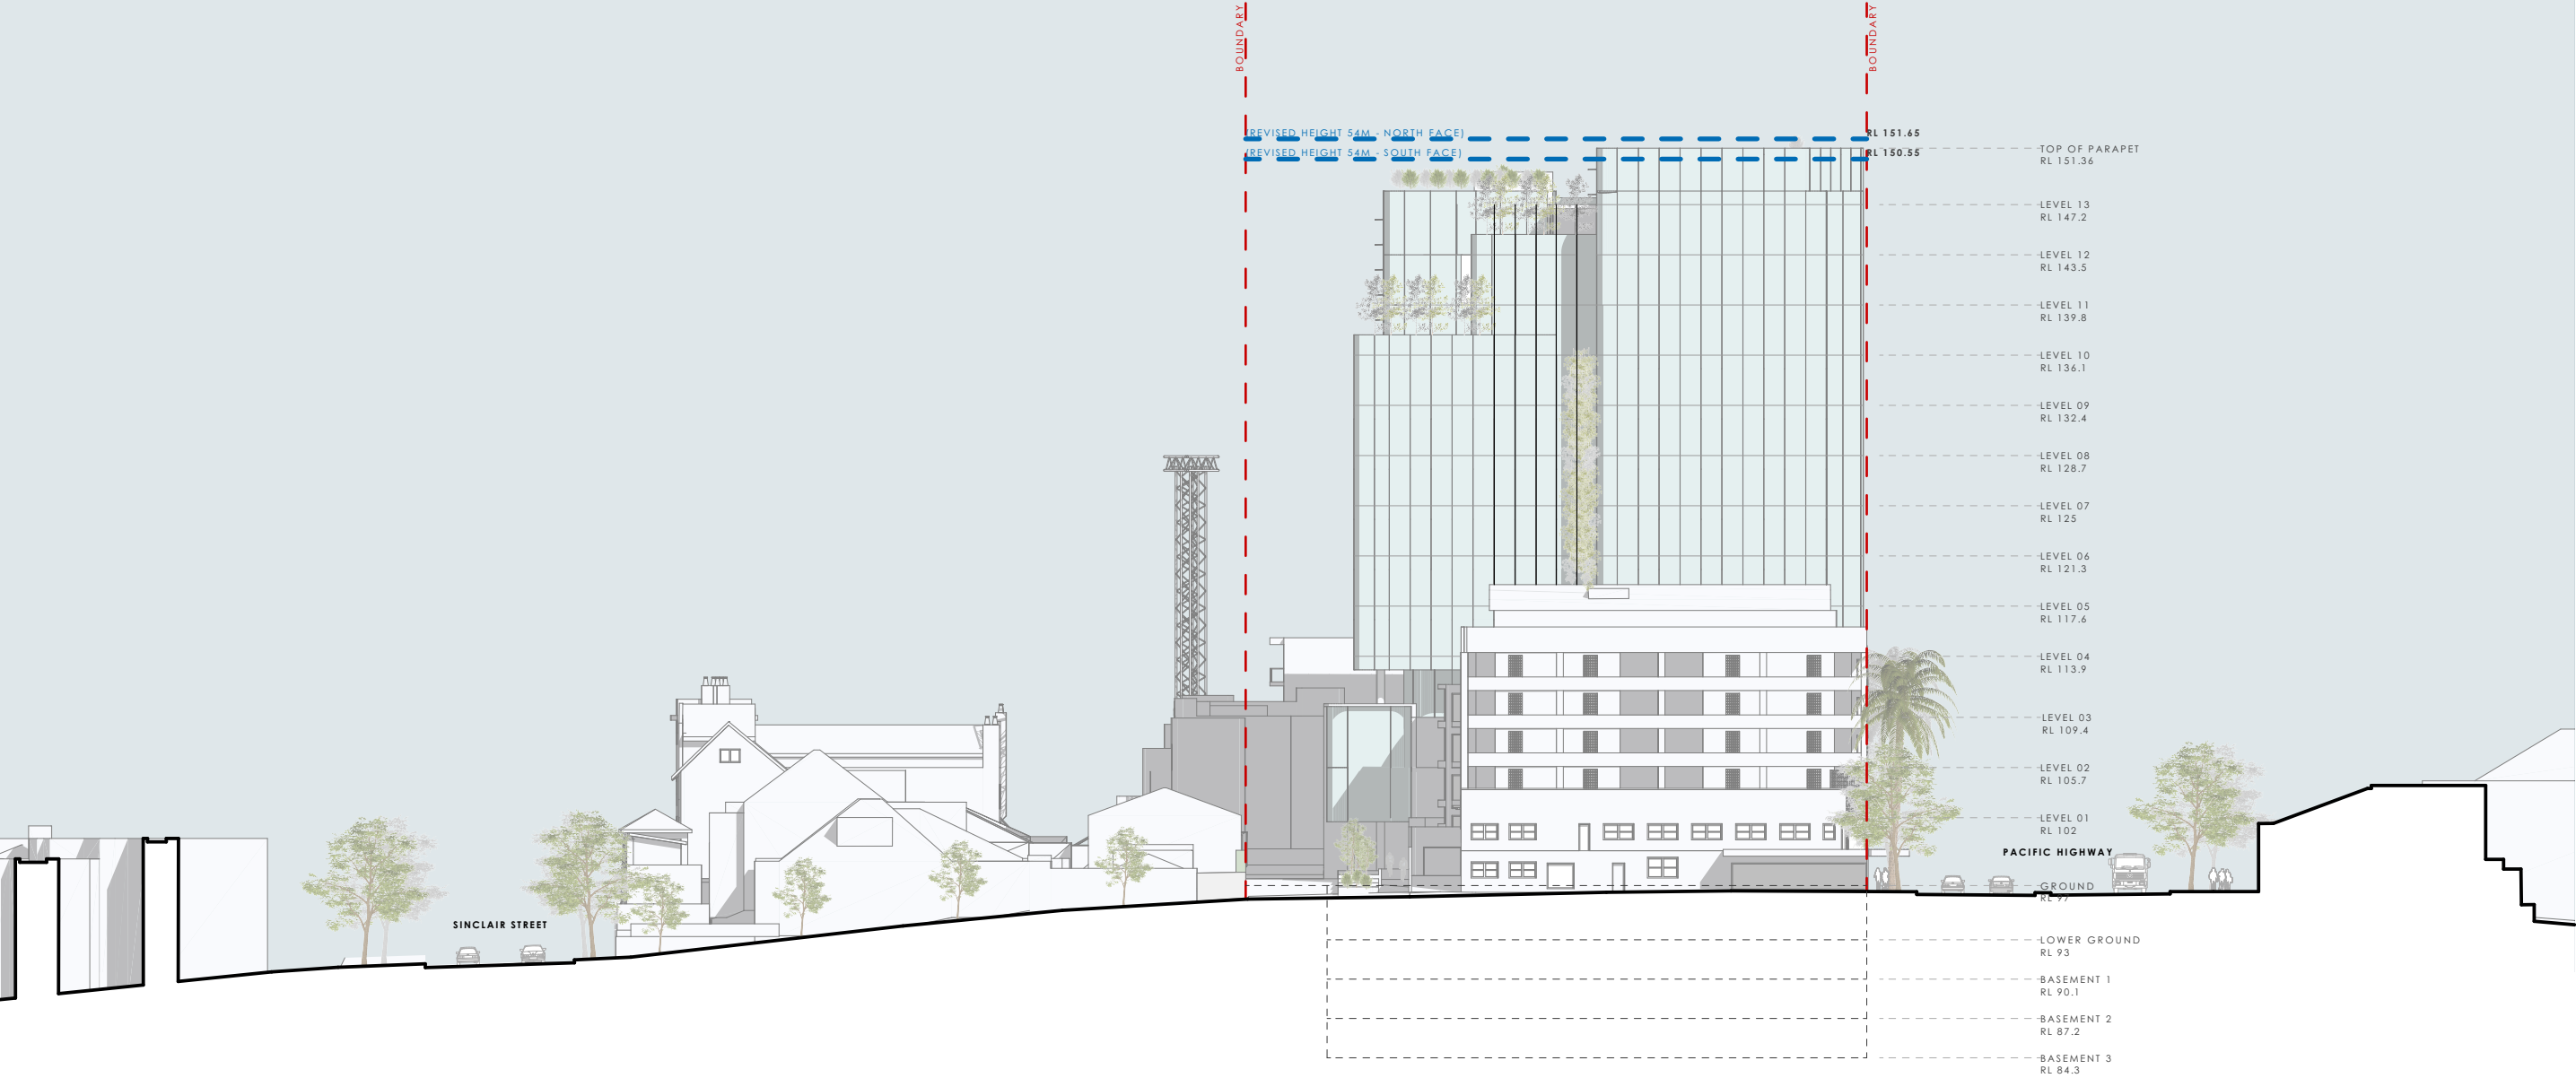 BOUNDARY
BOUNDARY
(REVISED HEIGHT 54M - NORTH FACE)
RL 151.65
(REVISED HEIGHT 54M - SOUTH FACE)
RL 150.55
TOP OF PARAPET
RL 151.36
LEVEL 13
RL 147.2
LEVEL 12
RL 143.5
LEVEL 11
RL 139.8
LEVEL 10
RL 136.1
LEVEL 09
RL 132.4
LEVEL 08
RL 128.7
LEVEL 07
RL 125
LEVEL 06
RL 121.3
LEVEL 05
RL 117.6
LEVEL 04
RL 113.9
LEVEL 03
RL 109.4
LEVEL 02
RL 105.7
LEVEL 01
RL 102
PACIFIC HIGHWAY
GROUND
RL 97
SINCLAIR STREET
LOWER GROUND
RL 93
BASEMENT 1
RL 90.1
BASEMENT 2
RL 87.2
BASEMENT 3
RL 84.3